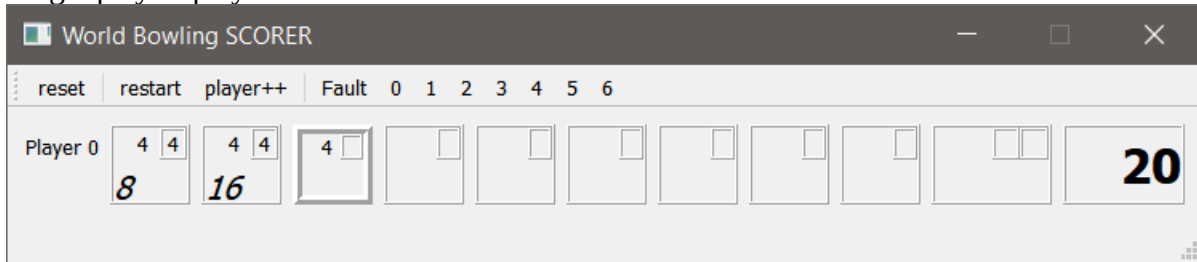 World Bowling SCORER
reset restart player++ Fault 0 1 2 3 4 5 6
Player 0 4 4 4 4 4
8 16 20